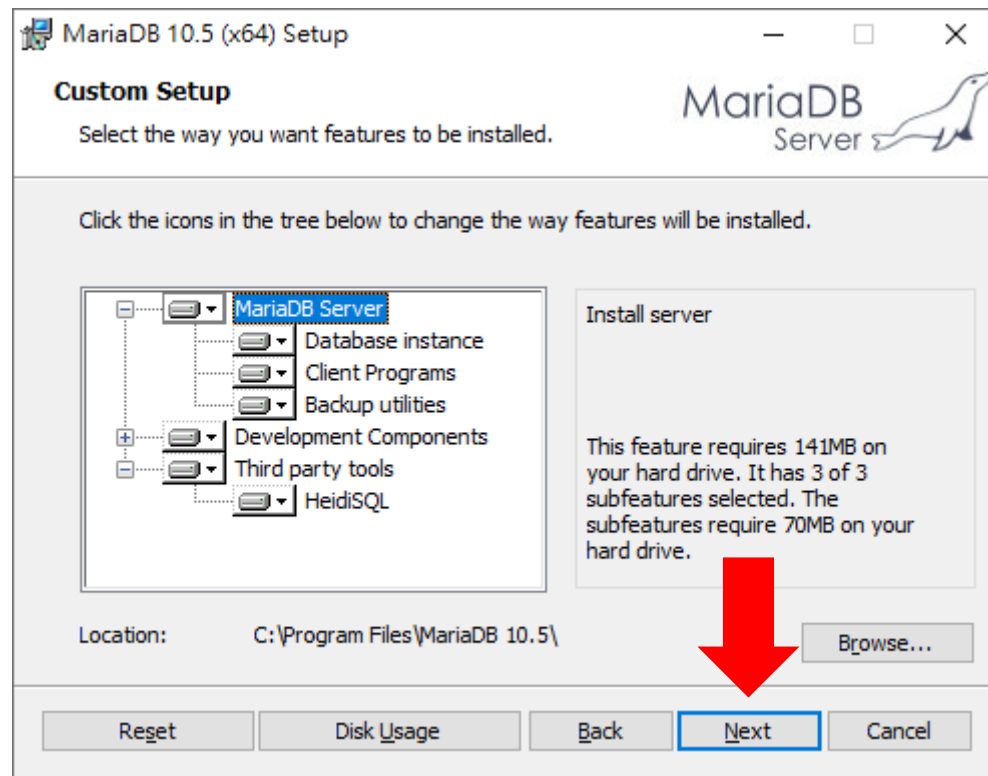 MariaDB 10.5 (x64) Setup
Custom Setup
Select the way you want features to be installed.
MariaDB
Server
Click the icons in the tree below to change the way features will be installed.
MariaDB Server
Database instance
Client Programs
Backup utilities
Development Components
Third party tools
HeidiSQL
Install server
This feature requires 141MB on
your hard drive. It has 3 of 3
subfeatures selected. The
subfeatures require 70MB on your
hard drive.
Location: C:\Program Files\MariaDB 10.5\
Browse...
Reset Disk Usage Back Next Cancel